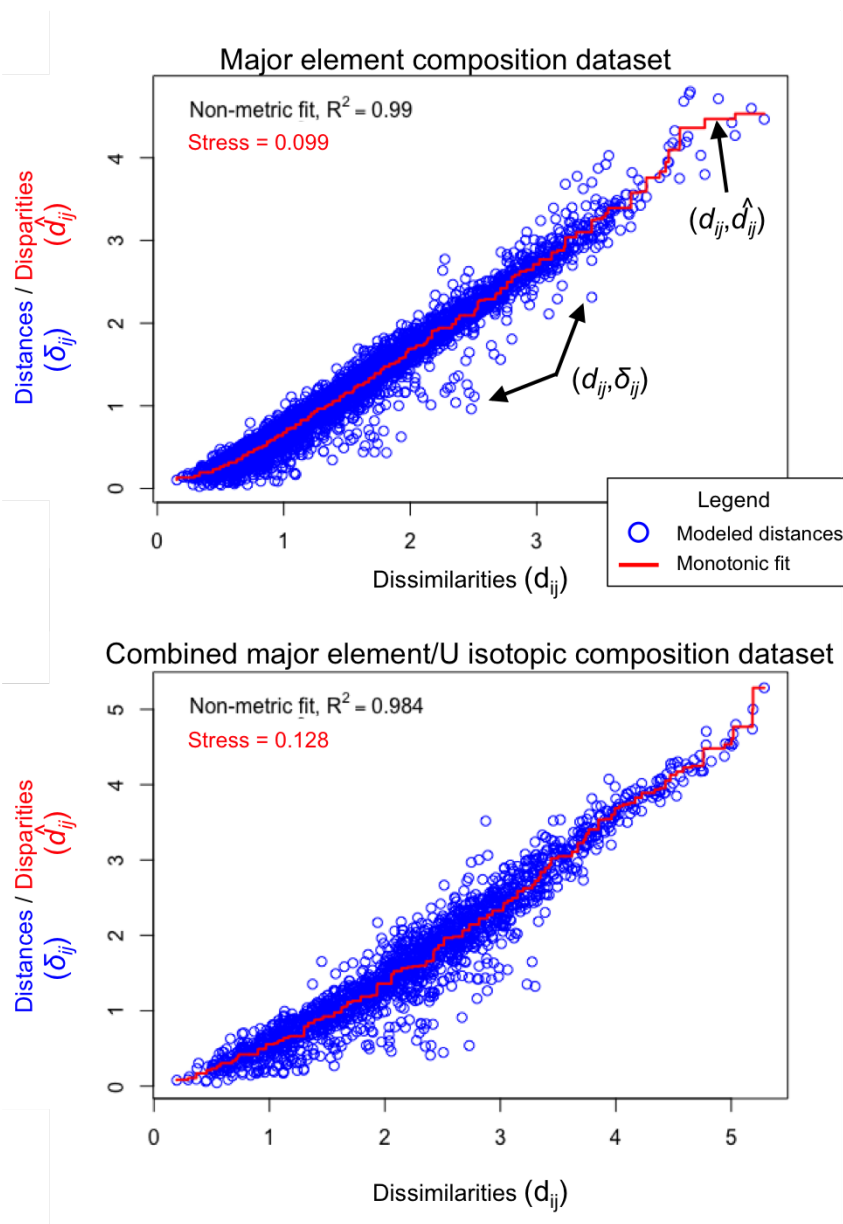 Major element composition dataset
Non-metric fit, R² = 0.99
Stress = 0.099
Distances / Disparities
(δij) (d̂ij)
4
3
2
1
0
(dij,d̂ij)
(dij,δij)
0 1 2 3
Dissimilarities (dij)
Legend
Modeled distances
Monotonic fit
Combined major element/U isotopic composition dataset
Non-metric fit, R² = 0.984
Stress = 0.128
Distances / Disparities
(δij) (d̂ij)
5
4
3
2
1
0
0 1 2 3 4 5
Dissimilarities (dij)